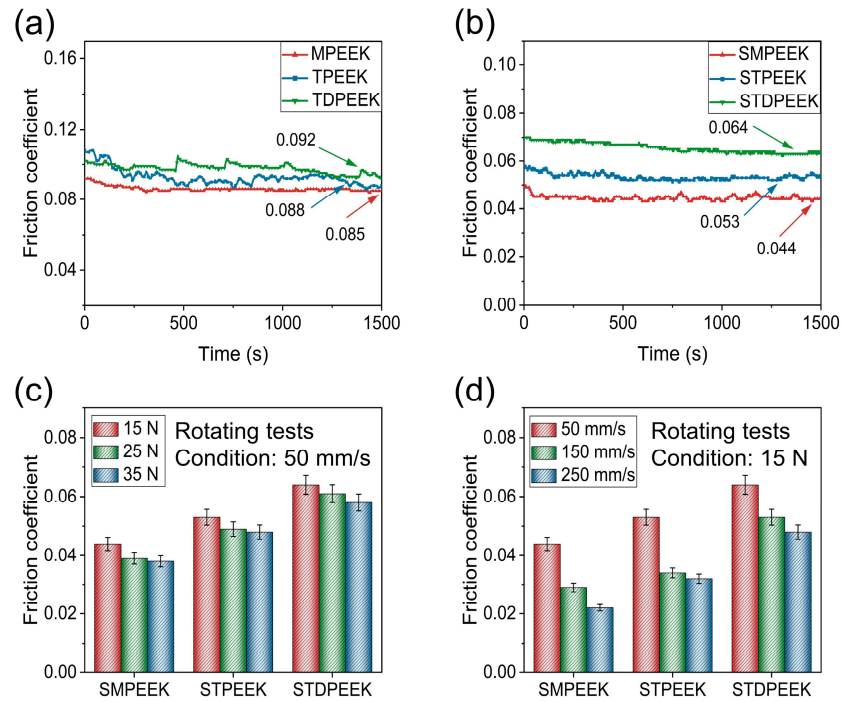 (a)
0.16
0.12
0.08
0.04
Friction coefficient
MPEEK
TPEEK
TDPEEK
0.092
0.088
0.085
0
500
1000
1500
Time (s)
(b)
0.10
0.08
0.06
0.04
0.02
0.00
Friction coefficient
SMPEEK
STPEEK
STDPEEK
0.064
0.053
0.044
0
500
1000
1500
Time (s)
(c)
0.08
0.06
0.04
0.02
0.00
Friction coefficient
15 N
25 N
35 N
Rotating tests
Condition: 50 mm/s
SMPEEK
STPEEK
STDPEEK
(d)
0.08
0.06
0.04
0.02
0.00
Friction coefficient
50 mm/s
150 mm/s
250 mm/s
Rotating tests
Condition: 15 N
SMPEEK
STPEEK
STDPEEK